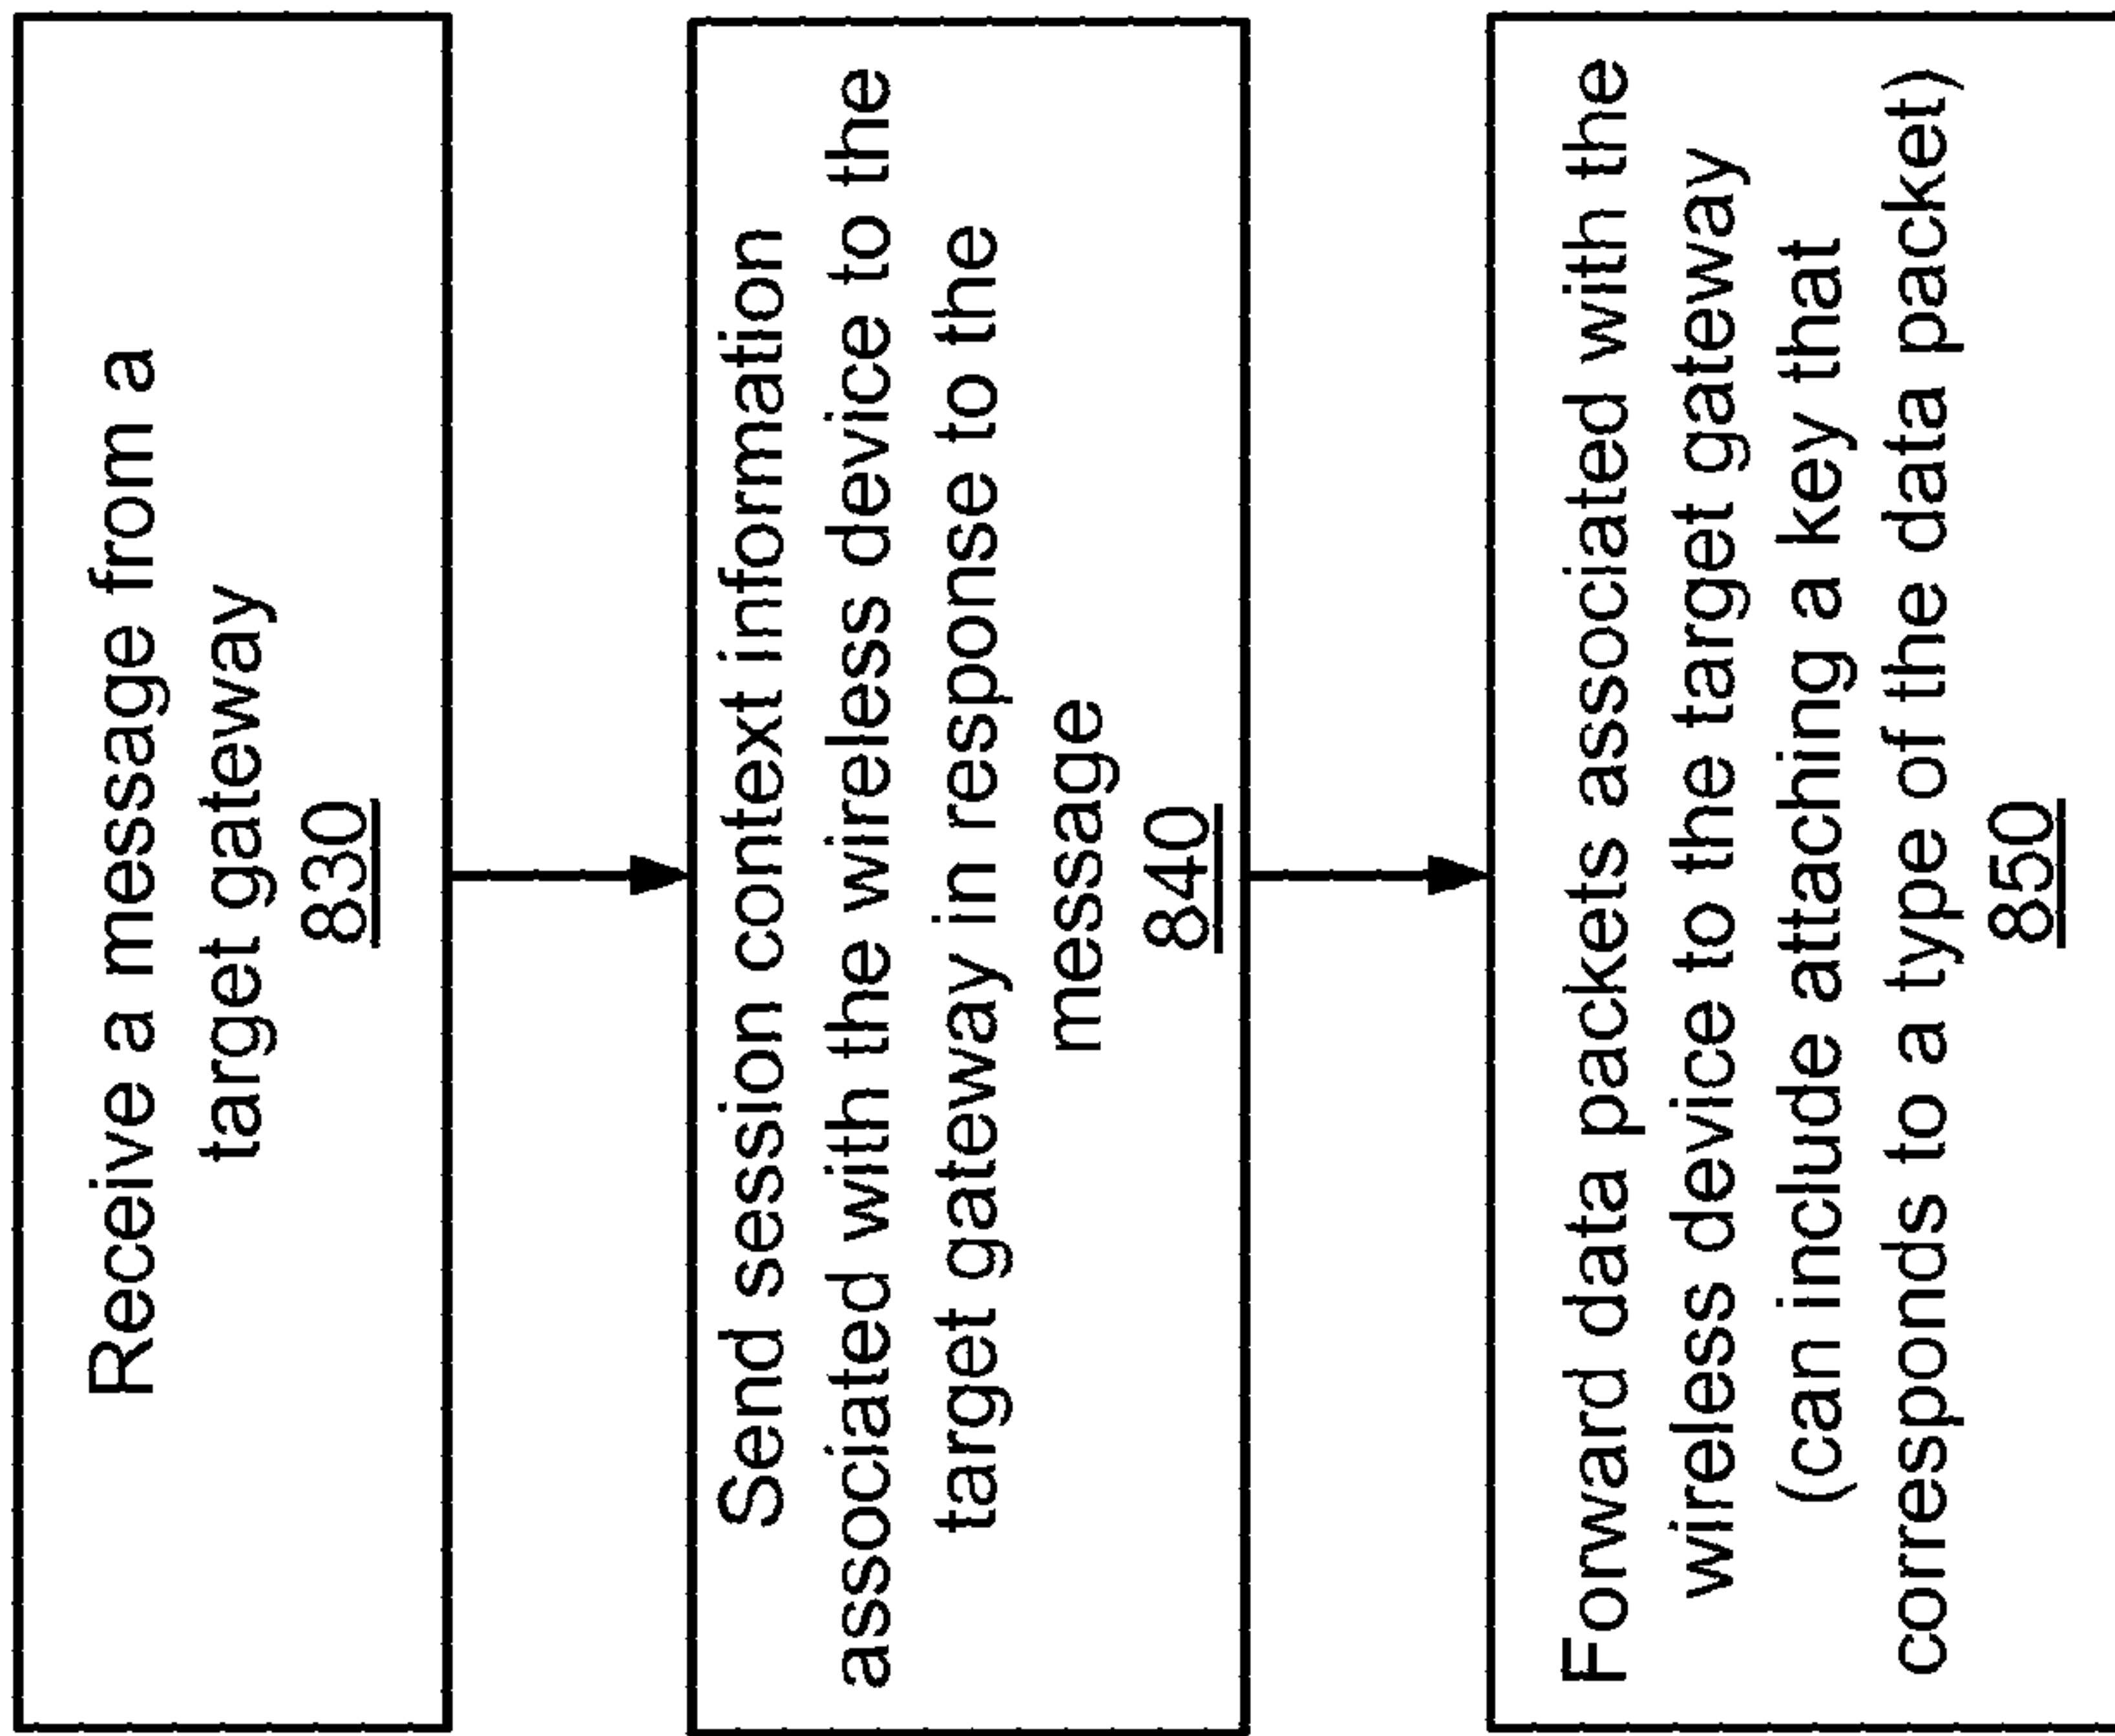 Receive a message from a
target gateway
830
Send session context information
associated with the wireless device to the
target gateway in response to the
message
840
Forward data packets associated with the
wireless device to the target gateway
(can include attaching a key that
corresponds to a type of the data packet)
850